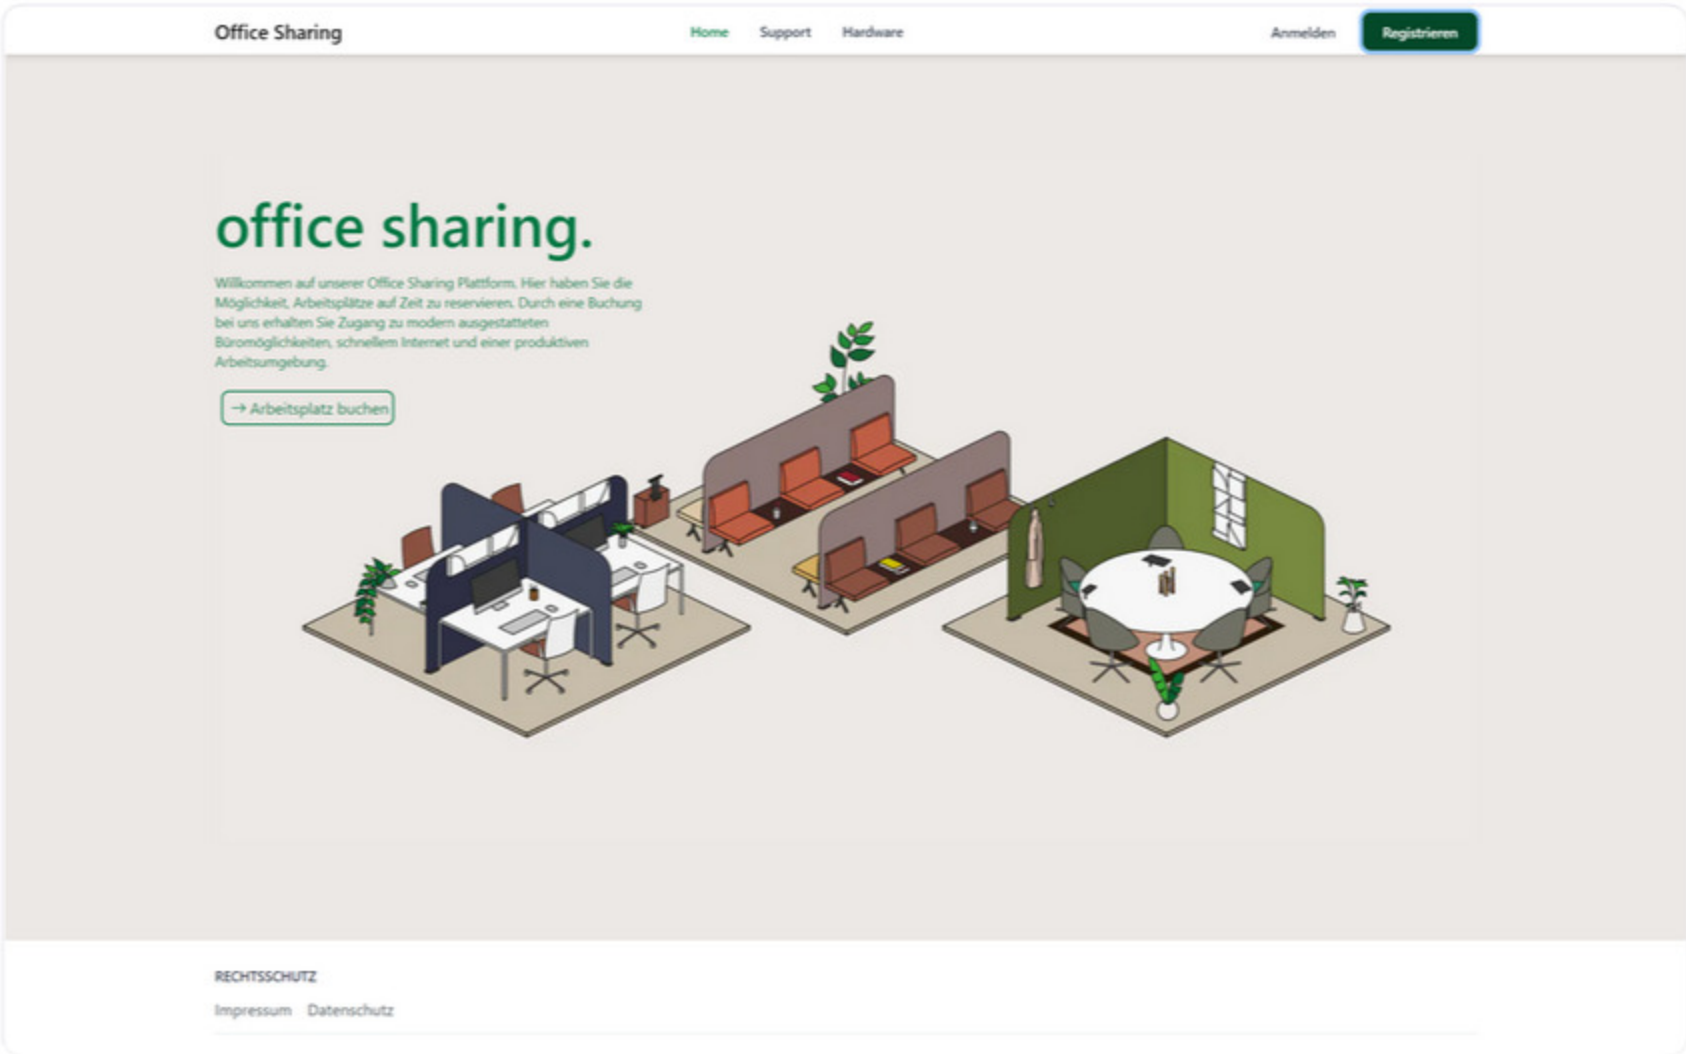 Office Sharing
Home Support Hardware
Anmelden Registrieren
office sharing.
Willkommen auf unserer Office Sharing Plattform. Hier haben Sie die
Möglichkeit, Arbeitsplätze auf Zeit zu reservieren. Durch eine Buchung
bei uns erhalten Sie Zugang zu modern ausgestatteten
Büromöglichkeiten, schnellem Internet und einer produktiven
Arbeitsumgebung.
→ Arbeitsplatz buchen
RECHTSSCHUTZ
Impressum Datenschutz